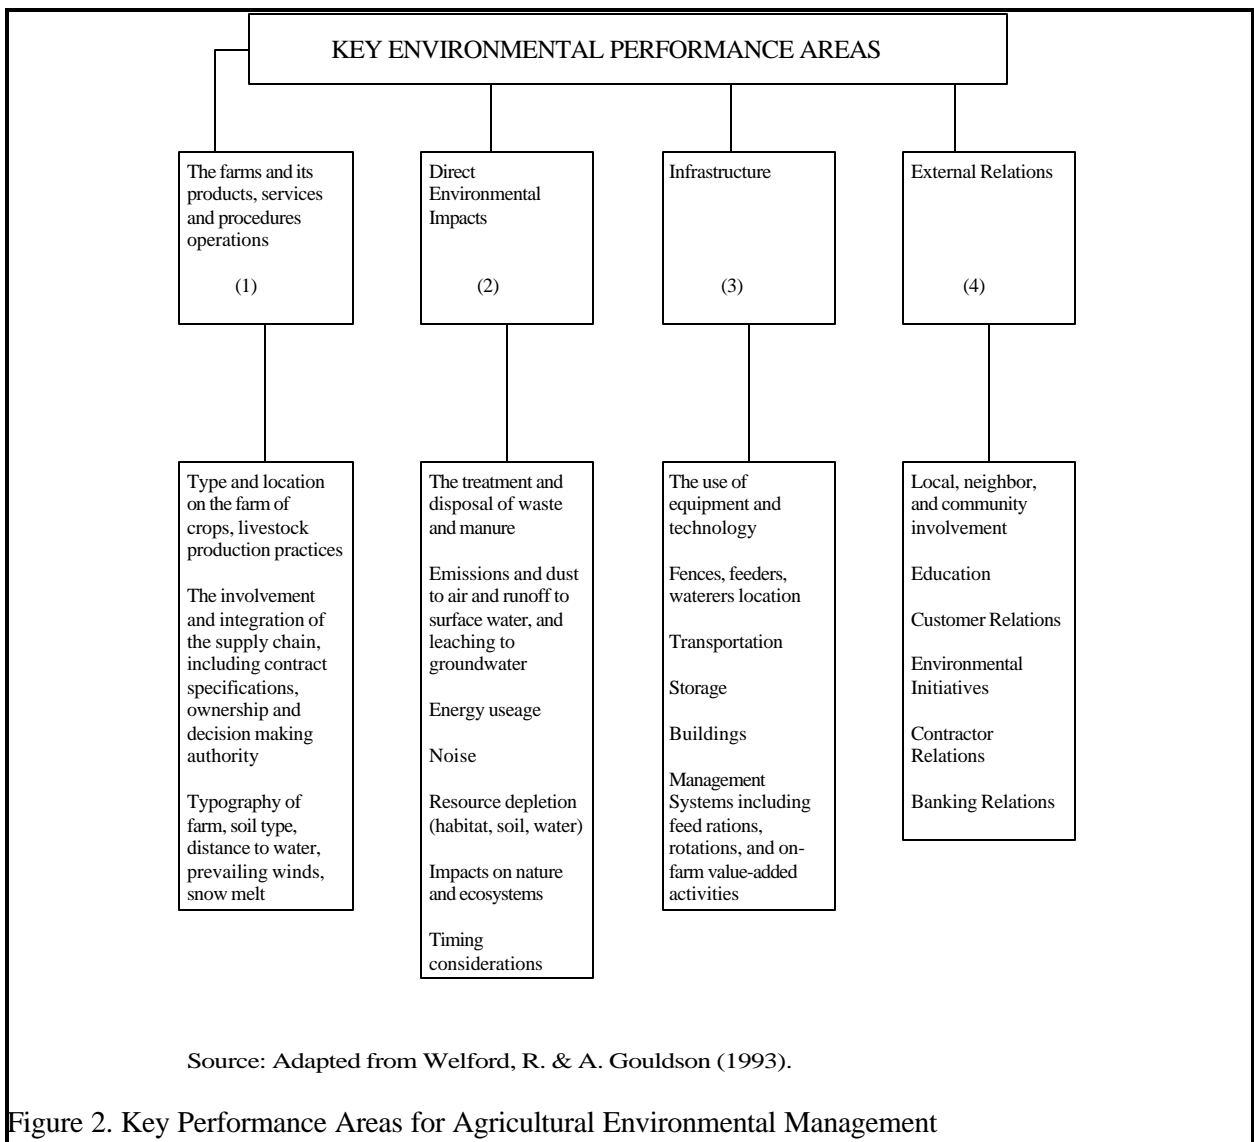 KEY ENVIRONMENTAL PERFORMANCE AREAS
The farms and its
products, services
and procedures
operations
(1)
Direct
Environmental
Impacts
(2)
Infrastructure
(3)
External Relations
(4)
Type and location
on the farm of
crops, livestock
production practices
The involvement
and integration of
the supply chain,
including contract
specifications,
ownership and
decision making
authority
Typography of
farm, soil type,
distance to water,
prevailing winds,
snow melt
The treatment and
disposal of waste
and manure
Emissions and dust
to air and runoff to
surface water, and
leaching to
groundwater
Energy useage
Noise
Resource depletion
(habitat, soil, water)
Impacts on nature
and ecosystems
Timing
considerations
The use of
equipment and
technology
Fences, feeders,
waterers location
Transportation
Storage
Buildings
Management
Systems including
feed rations,
rotations, and on-
farm value-added
activities
Local, neighbor,
and community
involvement
Education
Customer Relations
Environmental
Initiatives
Contractor
Relations
Banking Relations
Source: Adapted from Welford, R. & A. Gouldson (1993).
Figure 2. Key Performance Areas for Agricultural Environmental Management